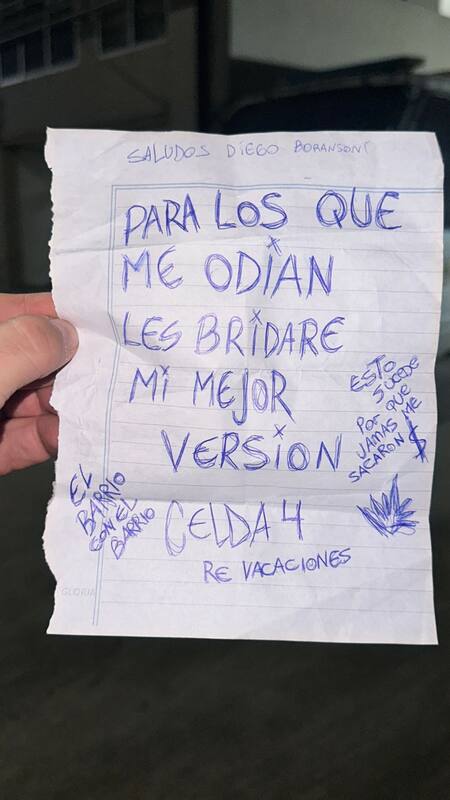 SALUDOS DIEGO BORANSONI
PARA LOS QUE
ME ODIAN
LES BRIDARE
MI MEJOR
VERSION
ESTO
SUCEDE
POR QUE
JAMAS ME
SACARON $
EL
BARRIO
CON EL
BARRIO
CELDA 4
RE VACACIONES
GLORIA